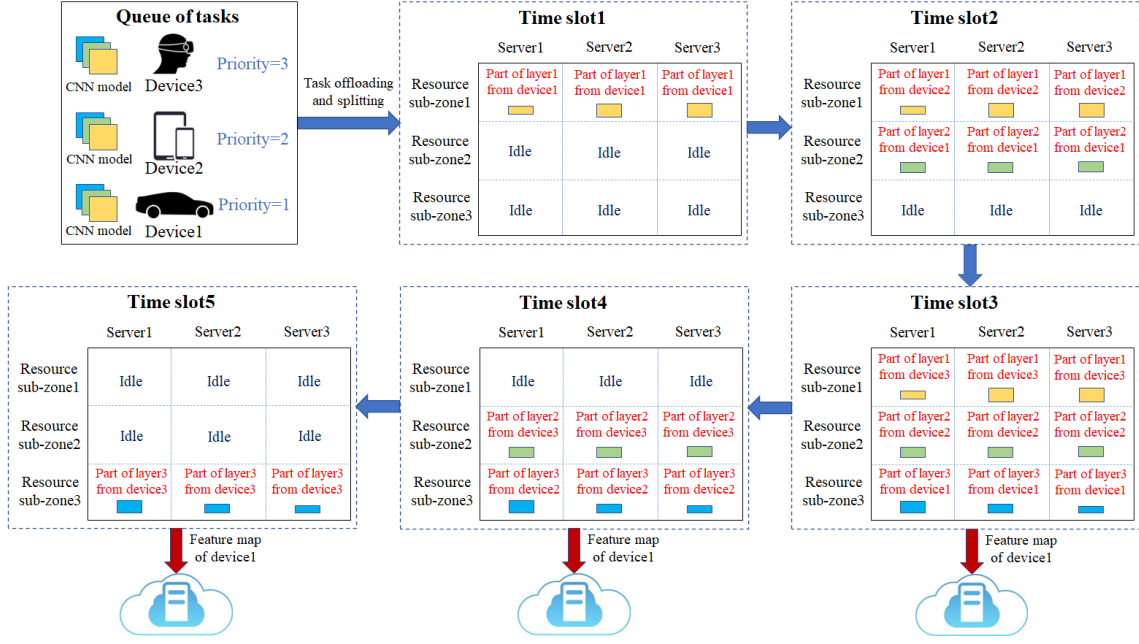 Queue of tasks
CNN model
Device3
Priority=3
CNN model
Device2
Priority=2
CNN model
Device1
Priority=1
Task offloading
and splitting
Time slot1
Server1 Server2 Server3
Resource
sub-zone1
Part of layer1
from device1
Part of layer1
from device1
Part of layer1
from device1
Resource
sub-zone2
Idle Idle Idle
Resource
sub-zone3
Idle Idle Idle
Time slot2
Server1 Server2 Server3
Resource
sub-zone1
Part of layer1
from device2
Part of layer1
from device2
Part of layer1
from device2
Resource
sub-zone2
Part of layer2
from device1
Part of layer2
from device1
Part of layer2
from device1
Resource
sub-zone3
Idle Idle Idle
Time slot5
Server1 Server2 Server3
Resource
sub-zone1
Idle Idle Idle
Resource
sub-zone2
Idle Idle Idle
Resource
sub-zone3
Part of layer3
from device3
Part of layer3
from device3
Part of layer3
from device3
Feature map
of device1
Time slot4
Server1 Server2 Server3
Resource
sub-zone1
Idle Idle Idle
Resource
sub-zone2
Part of layer2
from device3
Part of layer2
from device3
Part of layer2
from device3
Resource
sub-zone3
Part of layer3
from device2
Part of layer3
from device2
Part of layer3
from device2
Feature map
of device1
Time slot3
Server1 Server2 Server3
Resource
sub-zone1
Part of layer1
from device3
Part of layer1
from device3
Part of layer1
from device3
Resource
sub-zone2
Part of layer2
from device2
Part of layer2
from device2
Part of layer2
from device2
Resource
sub-zone3
Part of layer3
from device1
Part of layer3
from device1
Part of layer3
from device1
Feature map
of device1